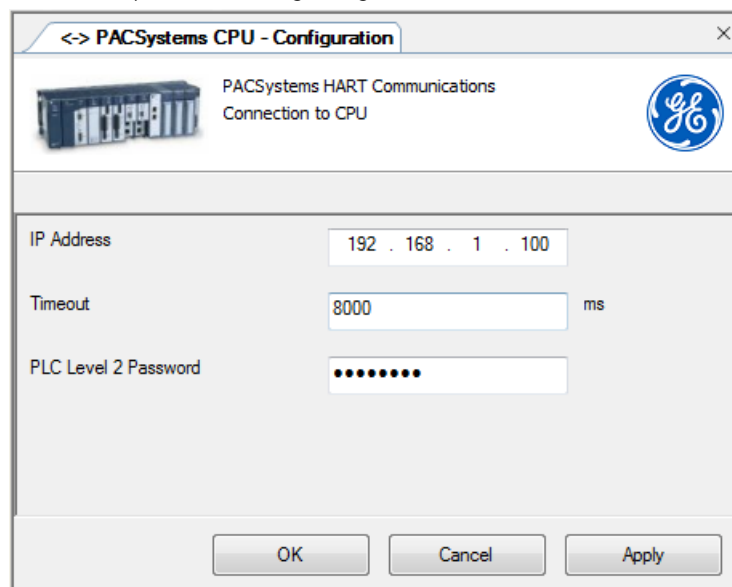 <-> PACSystems CPU - Configuration
PACSystems HART Communications
Connection to CPU
IP Address 192 . 168 . 1 . 100
Timeout 8000 ms
PLC Level 2 Password ••••••••
OK Cancel Apply